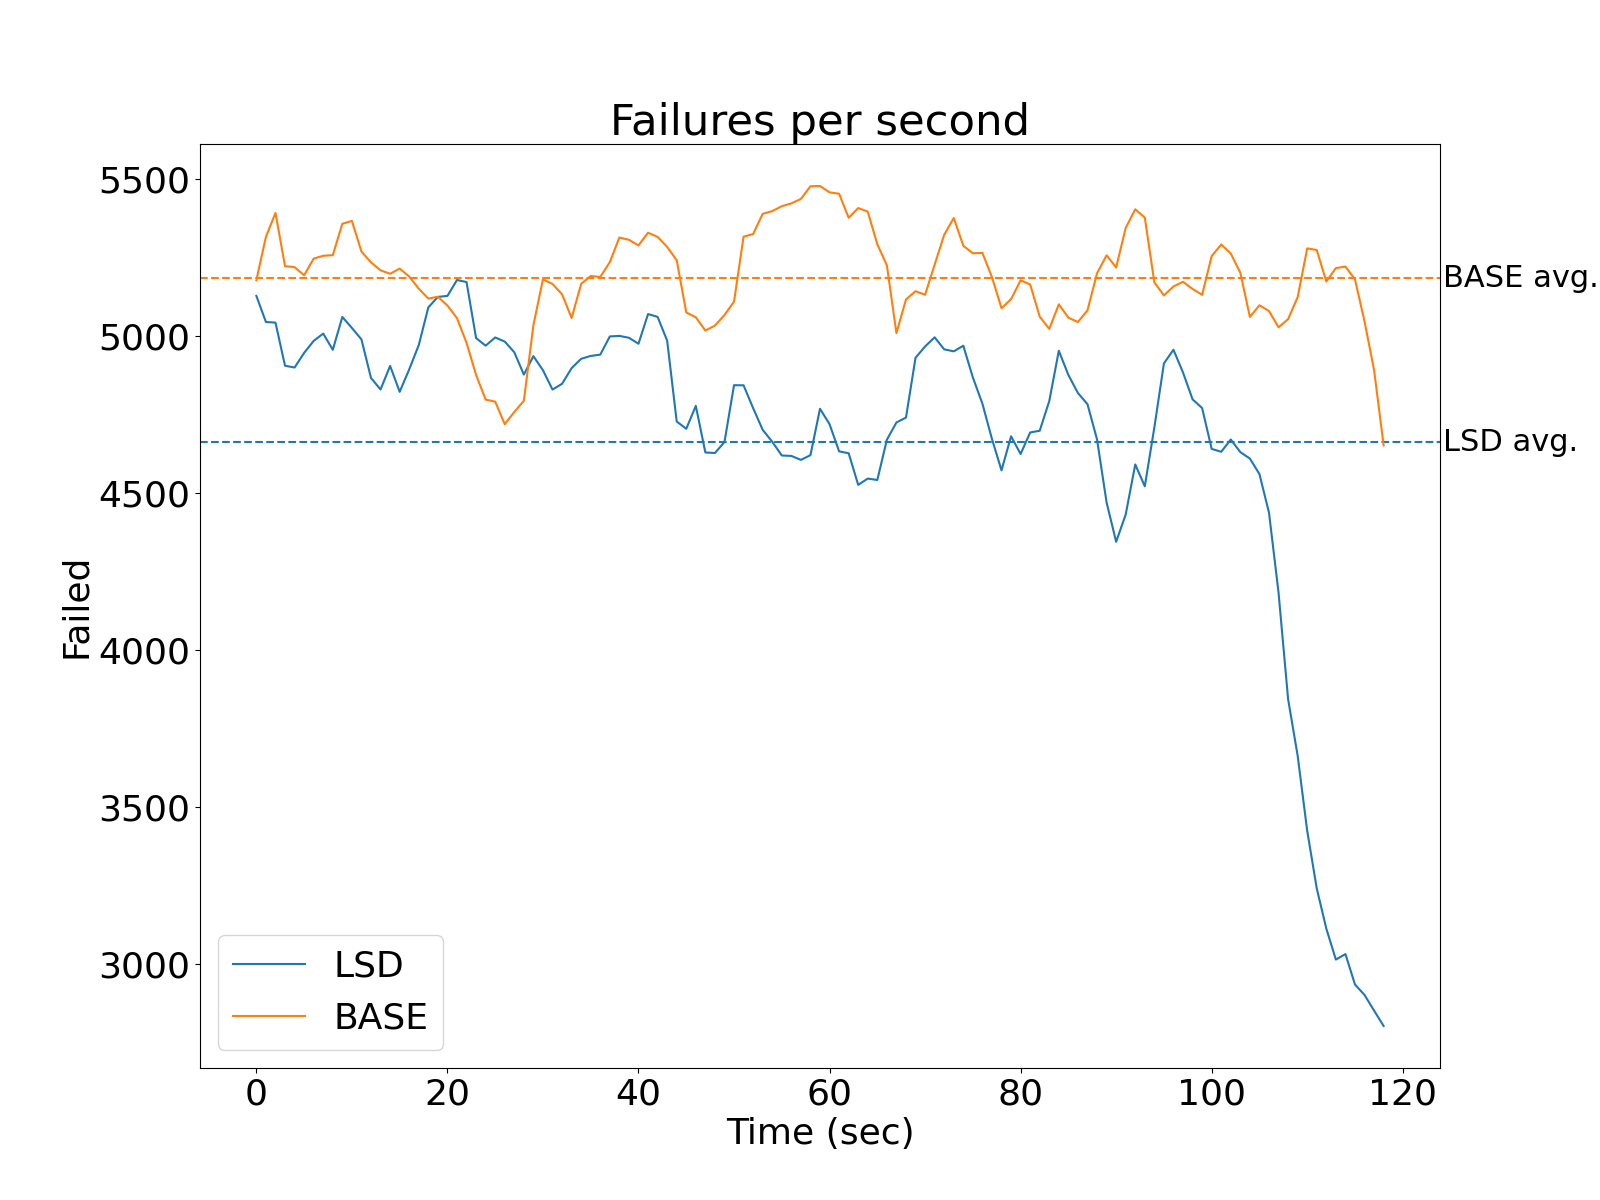 Failures per second
5500
5000
4500
4000
3500
3000
Failed
BASE avg.
LSD avg.
LSD
BASE
0 20 40 60 80 100 120
Time (sec)